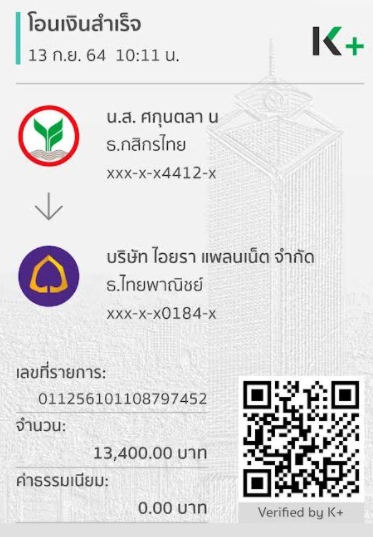 โอนเงินสำเร็จ
13 ก.ย. 64 10:11 น.
K+
น.ส. ศกุนตลา น
ธ.กสิกรไทย
xxx-x-x4412-x
บริษัท ไอยรา แพลนเน็ต จำกัด
ธ.ไทยพาณิชย์
xxx-x-x0184-x
เลขที่รายการ:
011256101108797452
จำนวน:
13,400.00 บาท
ค่าธรรมเนียม:
0.00 บาท
Verified by K+